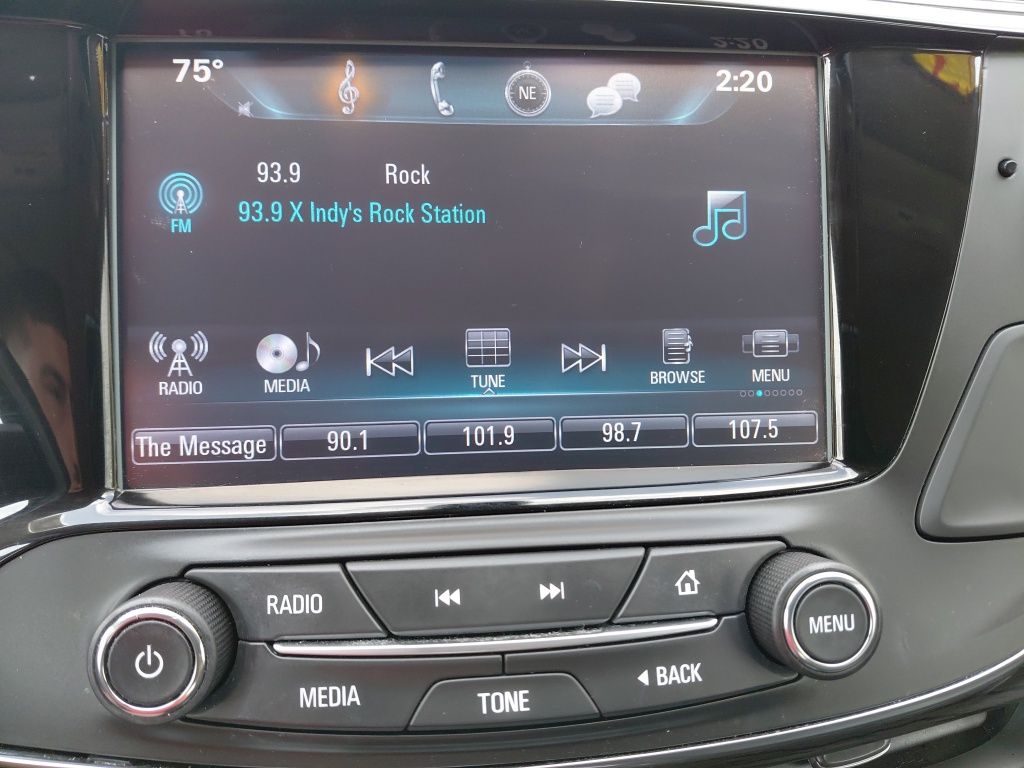 75° NE 2:20
93.9 Rock
FM 93.9 X Indy's Rock Station
RADIO MEDIA TUNE BROWSE MENU
The Message 90.1 101.9 98.7 107.5
RADIO
MENU
MEDIA TONE BACK